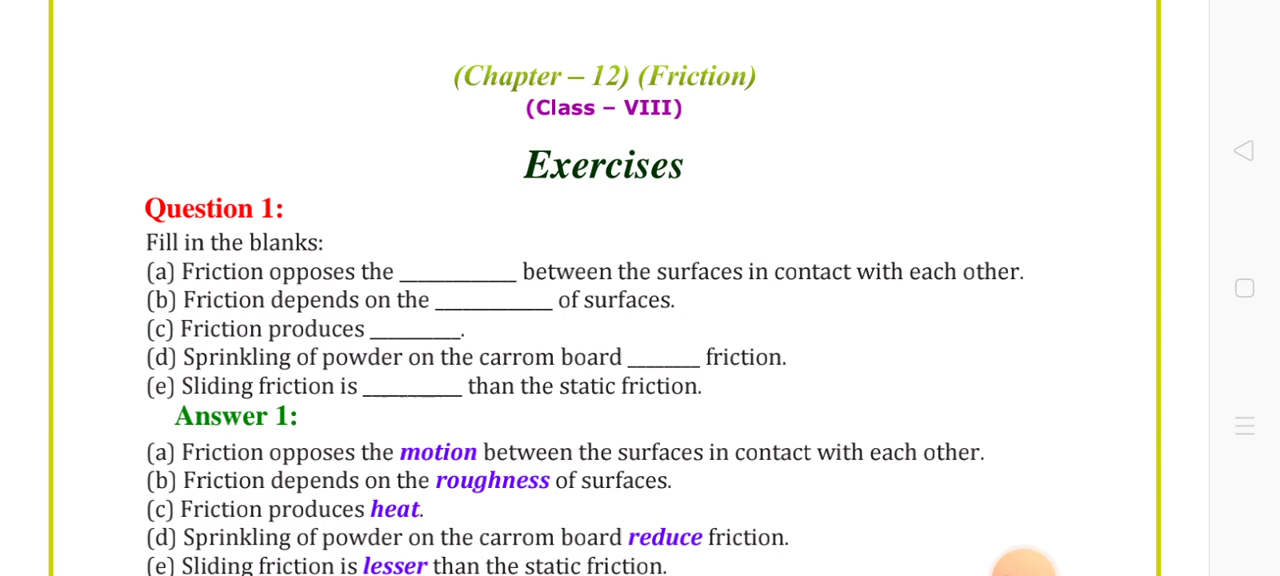 (Chapter – 12) (Friction)
(Class – VIII)
Exercises
Question 1:
Fill in the blanks:
(a) Friction opposes the __________ between the surfaces in contact with each other.
(b) Friction depends on the __________ of surfaces.
(c) Friction produces ________.
(d) Sprinkling of powder on the carrom board ______ friction.
(e) Sliding friction is ________ than the static friction.
Answer 1:
(a) Friction opposes the motion between the surfaces in contact with each other.
(b) Friction depends on the roughness of surfaces.
(c) Friction produces heat.
(d) Sprinkling of powder on the carrom board reduce friction.
(e) Sliding friction is lesser than the static friction.